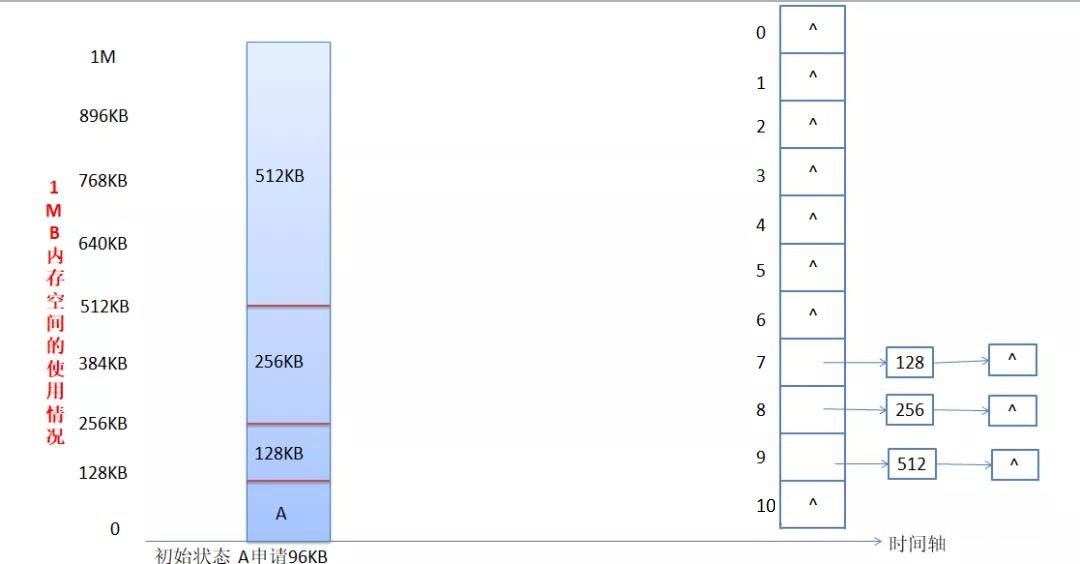 1M
896KB
768KB
640KB
512KB
384KB
256KB
128KB
0
1MB内存空间的使用情况
512KB
256KB
128KB
A
初始状态 A申请96KB
时间轴
0 ^
1 ^
2 ^
3 ^
4 ^
5 ^
6 ^
7 128 ^
8 256 ^
9 512 ^
10 ^